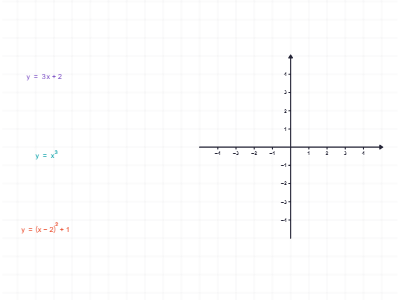 y = 3x + 2
y = x³
y = (x − 2)² + 1
4
3
2
1
−4 −3 −2 −1 1 2 3 4
−1
−2
−3
−4